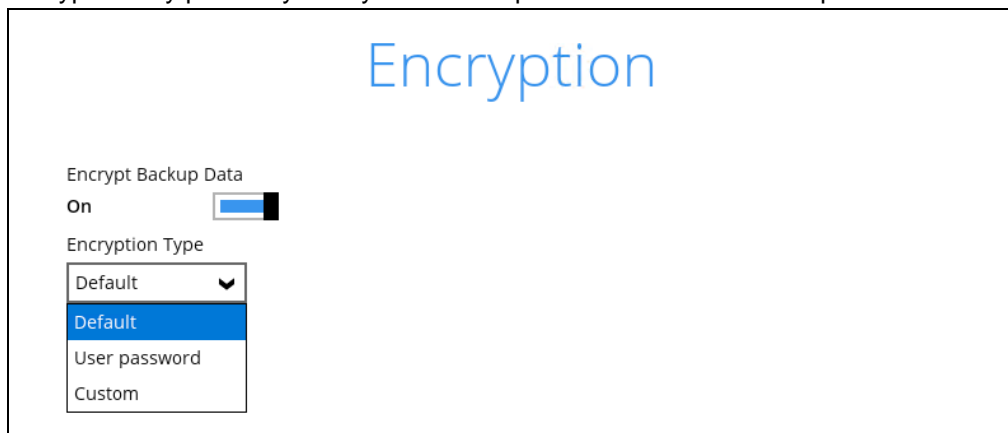 Encryption
Encrypt Backup Data
On
Encryption Type
Default
Default
User password
Custom